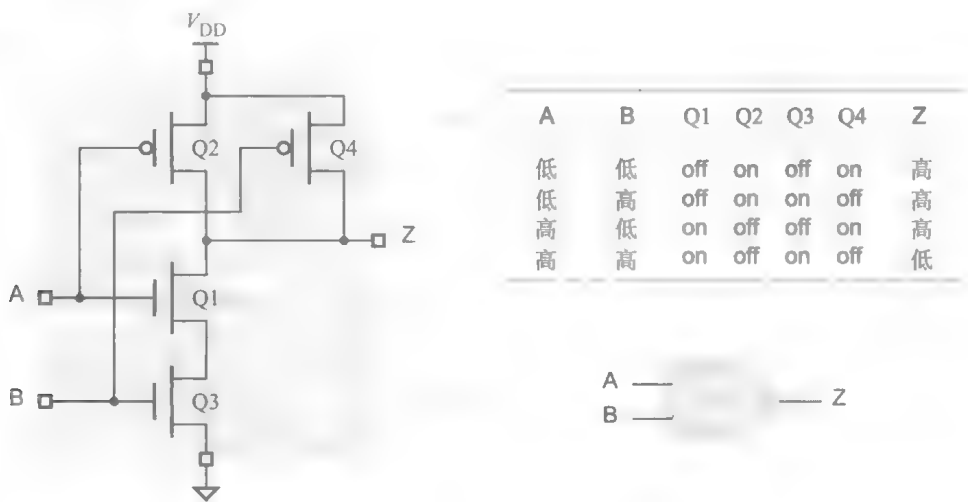 VDD
Q2
Q4
Z
A
Q1
B
Q3
A B Q1 Q2 Q3 Q4 Z
低 低 off on off on 高
低 高 off on on off 高
高 低 on off off on 高
高 高 on off on off 低
A
B
Z